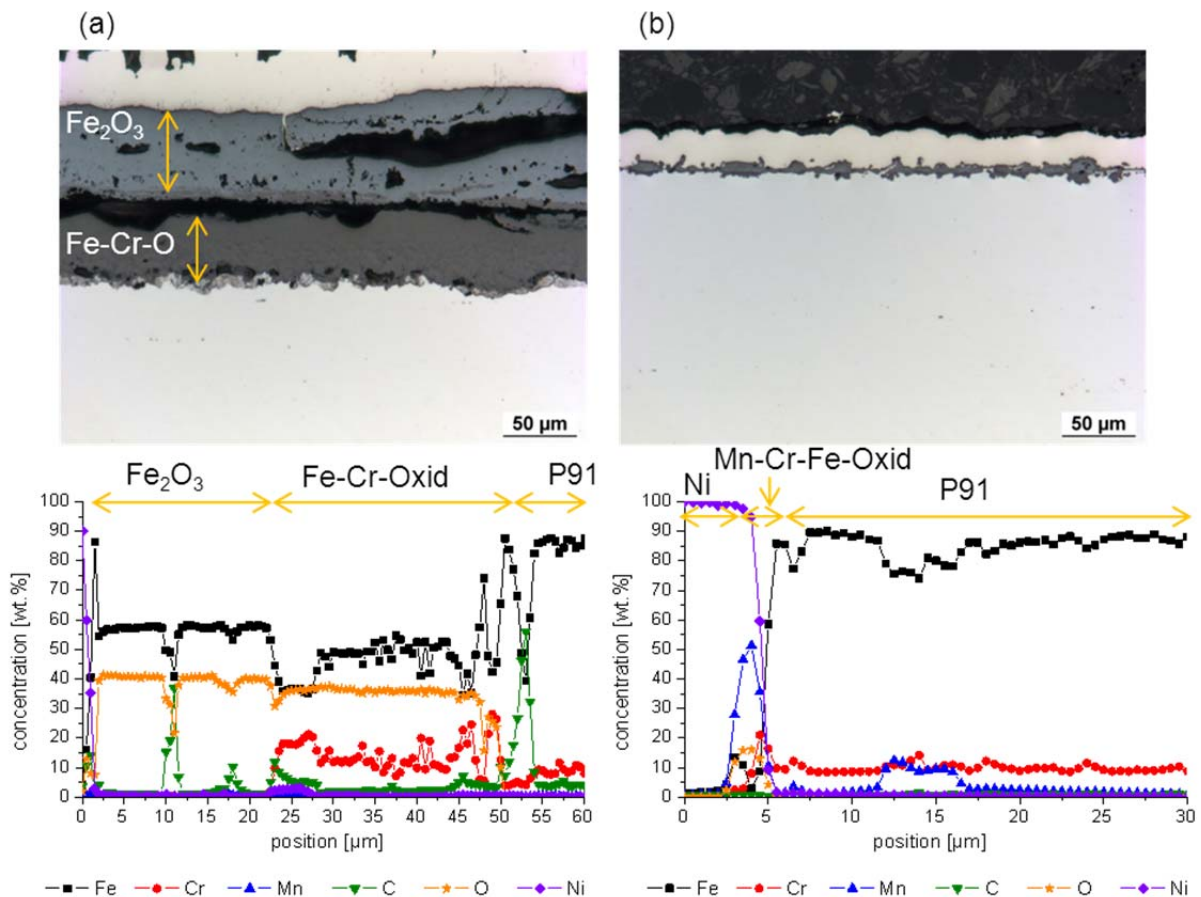 (a)
(b)
Fe₂O₃
Fe-Cr-O
50 µm
50 µm
Fe₂O₃ Fe-Cr-Oxid P91
concentration [wt.%]
100
90
80
70
60
50
40
30
20
10
0
0 5 10 15 20 25 30 35 40 45 50 55 60
position [µm]
Fe Cr Mn C O Ni
Mn-Cr-Fe-Oxid
Ni P91
concentration [wt.%]
100
90
80
70
60
50
40
30
20
10
0
0 5 10 15 20 25 30
position [µm]
Fe Cr Mn C O Ni